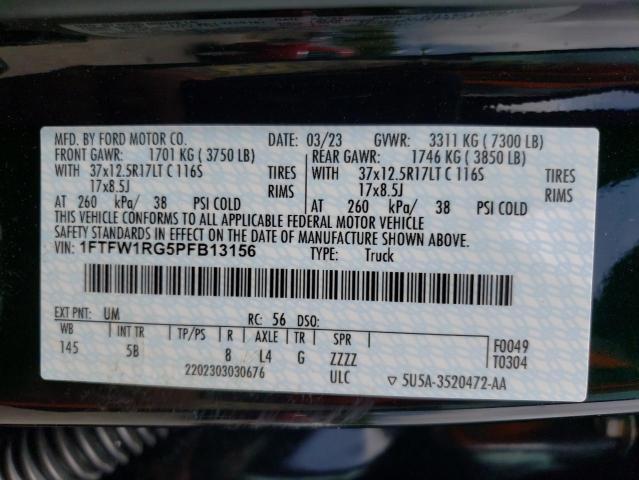 MFD. BY FORD MOTOR CO. DATE: 03/23 GVWR: 3311 KG ( 7300 LB)
FRONT GAWR: 1701 KG ( 3750 LB) REAR GAWR: 1746 KG ( 3850 LB)
WITH 37x12.5R17LT C 116S TIRES WITH 37x12.5R17LT C 116S TIRES
17x8.5J RIMS 17x8.5J RIMS
AT 260 kPa/ 38 PSI COLD AT 260 kPa/ 38 PSI COLD
THIS VEHICLE CONFORMS TO ALL APPLICABLE FEDERAL MOTOR VEHICLE
SAFETY STANDARDS IN EFFECT ON THE DATE OF MANUFACTURE SHOWN ABOVE.
VIN: 1FTFW1RG5PFB13156 TYPE: Truck
EXT PNT: UM RC: 56 DSO:
WB INT TR TP/PS R AXLE TR SPR F0049
145 5B 8 L4 G ZZZZ T0304
2202303030676 ULC ▽ 5U5A-3520472-AA